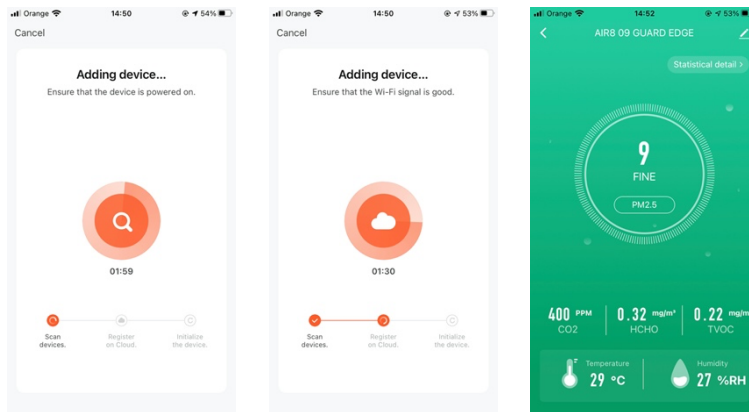 Orange 14:50 54%
Cancel
Adding device...
Ensure that the device is powered on.
01:59
Scan devices.
Register on Cloud.
Initialize the device.
Orange 14:50 53%
Cancel
Adding device...
Ensure that the Wi-Fi signal is good.
01:30
Scan devices.
Register on Cloud.
Initialize the device.
Orange 14:52 53%
AIR8 09 GUARD EDGE
Statistical detail >
9
FINE
PM2.5
400 PPM
CO2
0.32 mg/m³
HCHO
0.22 mg/m
TVOC
Temperature
29 °C
Humidity
27 %RH